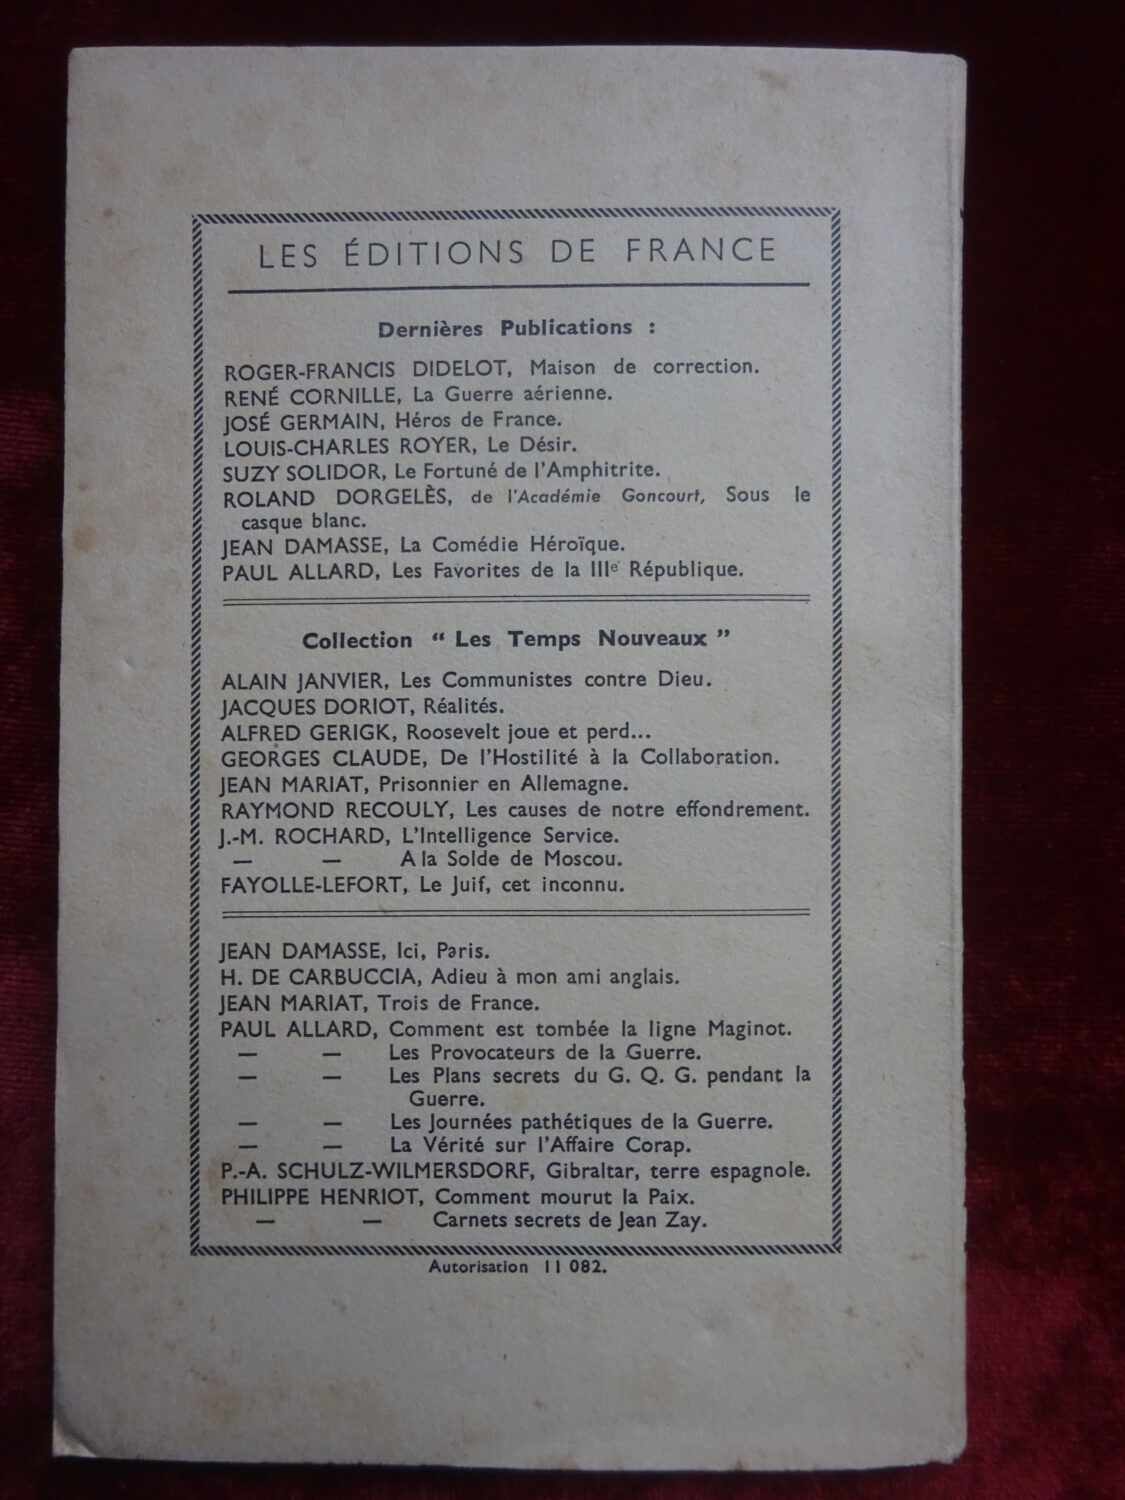 LES ÉDITIONS DE FRANCE
Dernières Publications :
ROGER-FRANCIS DIDELOT, Maison de correction.
RENÉ CORNILLE, La Guerre aérienne.
JOSÉ GERMAIN, Héros de France.
LOUIS-CHARLES ROYER, Le Désir.
SUZY SOLIDOR, Le Fortuné de l'Amphitrite.
ROLAND DORGELÈS, de l'Académie Goncourt, Sous le
casque blanc.
JEAN DAMASSE, La Comédie Héroïque.
PAUL ALLARD, Les Favorites de la IIIe République.
Collection “ Les Temps Nouveaux ”
ALAIN JANVIER, Les Communistes contre Dieu.
JACQUES DORIOT, Réalités.
ALFRED GERIGK, Roosevelt joue et perd...
GEORGES CLAUDE, De l'Hostilité à la Collaboration.
JEAN MARIAT, Prisonnier en Allemagne.
RAYMOND RECOULY, Les causes de notre effondrement.
J.-M. ROCHARD, L'Intelligence Service.
— — A la Solde de Moscou.
FAYOLLE-LEFORT, Le Juif, cet inconnu.
JEAN DAMASSE, Ici, Paris.
H. DE CARBUCCIA, Adieu à mon ami anglais.
JEAN MARIAT, Trois de France.
PAUL ALLARD, Comment est tombée la ligne Maginot.
— — Les Provocateurs de la Guerre.
— — Les Plans secrets du G. Q. G. pendant la
Guerre.
— — Les Journées pathétiques de la Guerre.
— — La Vérité sur l'Affaire Corap.
P.-A. SCHULZ-WILMERSDORF, Gibraltar, terre espagnole.
PHILIPPE HENRIOT, Comment mourut la Paix.
— — Carnets secrets de Jean Zay.
Autorisation 11 082.